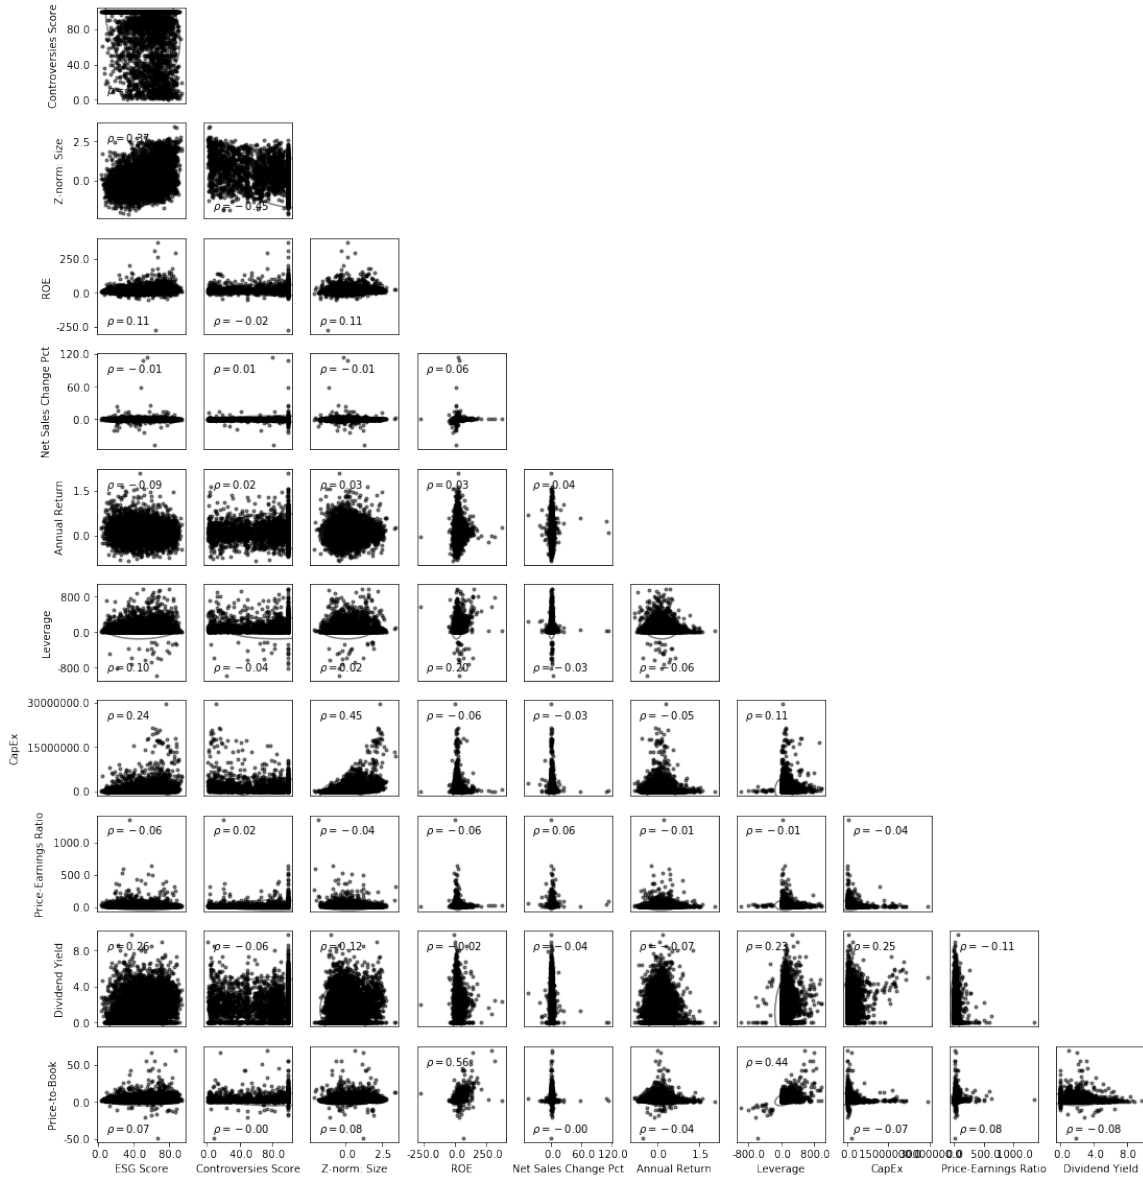 Controversies Score
80.0
40.0
0.0
ρ=
Z-norm: Size
2.5
0.0
ρ=0.37
ρ=−0.45
ROE
250.0
0.0
-250.0
ρ=0.11
ρ=−0.02
ρ=0.11
Net Sales Change Pct
120.0
60.0
0.0
ρ=−0.01
ρ=0.01
ρ=−0.01
ρ=0.06
Annual Return
1.5
0.0
ρ=−0.09
ρ=0.02
ρ=0.03
ρ=0.03
ρ=0.04
Leverage
800.0
0.0
-800.0
ρ=0.10
ρ=−0.04
ρ=0.02
ρ=0.20
ρ=−0.03
ρ=−0.06
CapEx
30000000.0
15000000.0
0.0
ρ=0.24
ρ=0.45
ρ=−0.06
ρ=−0.03
ρ=−0.05
ρ=0.11
Price-Earnings Ratio
1000.0
500.0
0.0
ρ=−0.06
ρ=0.02
ρ=−0.04
ρ=−0.06
ρ=0.06
ρ=−0.01
ρ=−0.01
ρ=−0.04
Dividend Yield
8.0
4.0
0.0
ρ=0.26
ρ=−0.06
ρ=0.12
ρ=−0.02
ρ=−0.04
ρ=−0.07
ρ=0.23
ρ=0.25
ρ=−0.11
Price-to-Book
50.0
0.0
-50.0
ρ=0.07
ρ=−0.00
ρ=0.08
ρ=0.56
ρ=−0.00
ρ=−0.04
ρ=0.44
ρ=−0.07
ρ=0.08
ρ=−0.08
0.0 40.0 80.0
0.0 40.0 80.0
0.0 2.5
-250.0 0.0 250.0
0.0 60.0 120.0
0.0 1.5
-800.0 0.0 800.0
0.0 15000000.0 30000000.0
0.0 500.0 1000.0
0.0 4.0 8.0
ESG Score
Controversies Score
Z-norm: Size
ROE
Net Sales Change Pct
Annual Return
Leverage
CapEx
Price-Earnings Ratio
Dividend Yield